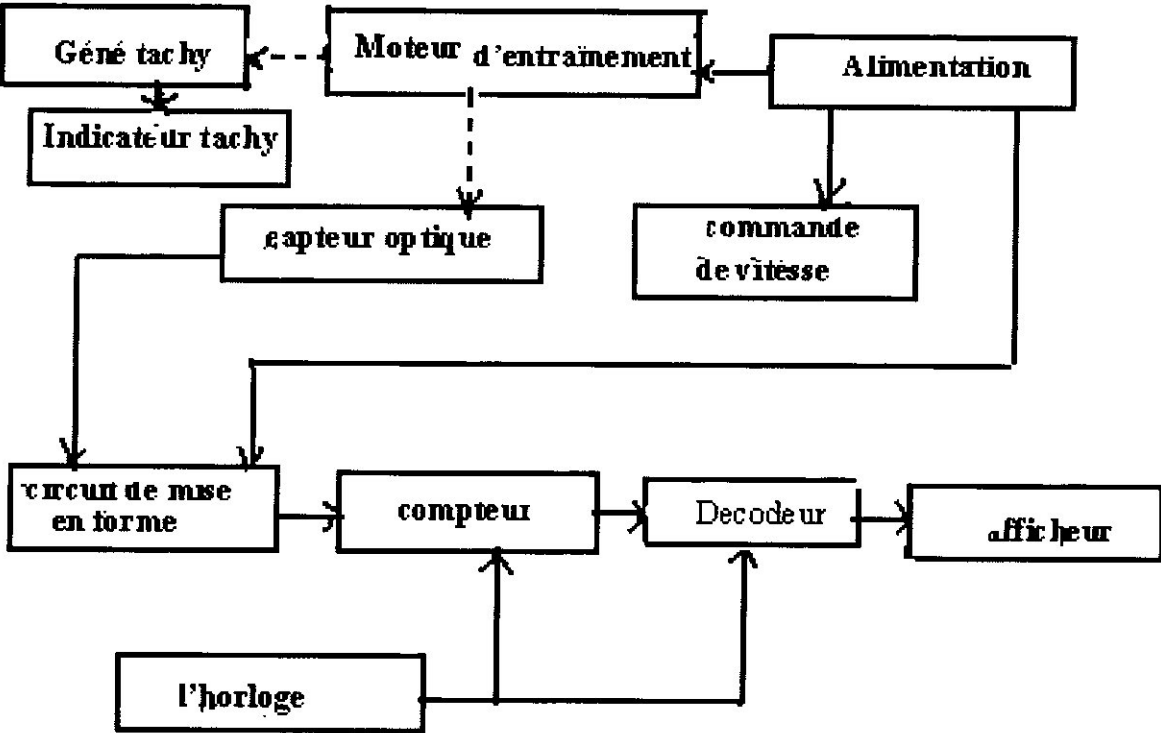 Géné tachy
Moteur d'entraînement
Alimentation
Indicateur tachy
capteur optique
commande
de vitesse
circuit de mise
en forme
compteur
Decodeur
afficheur
l'horloge